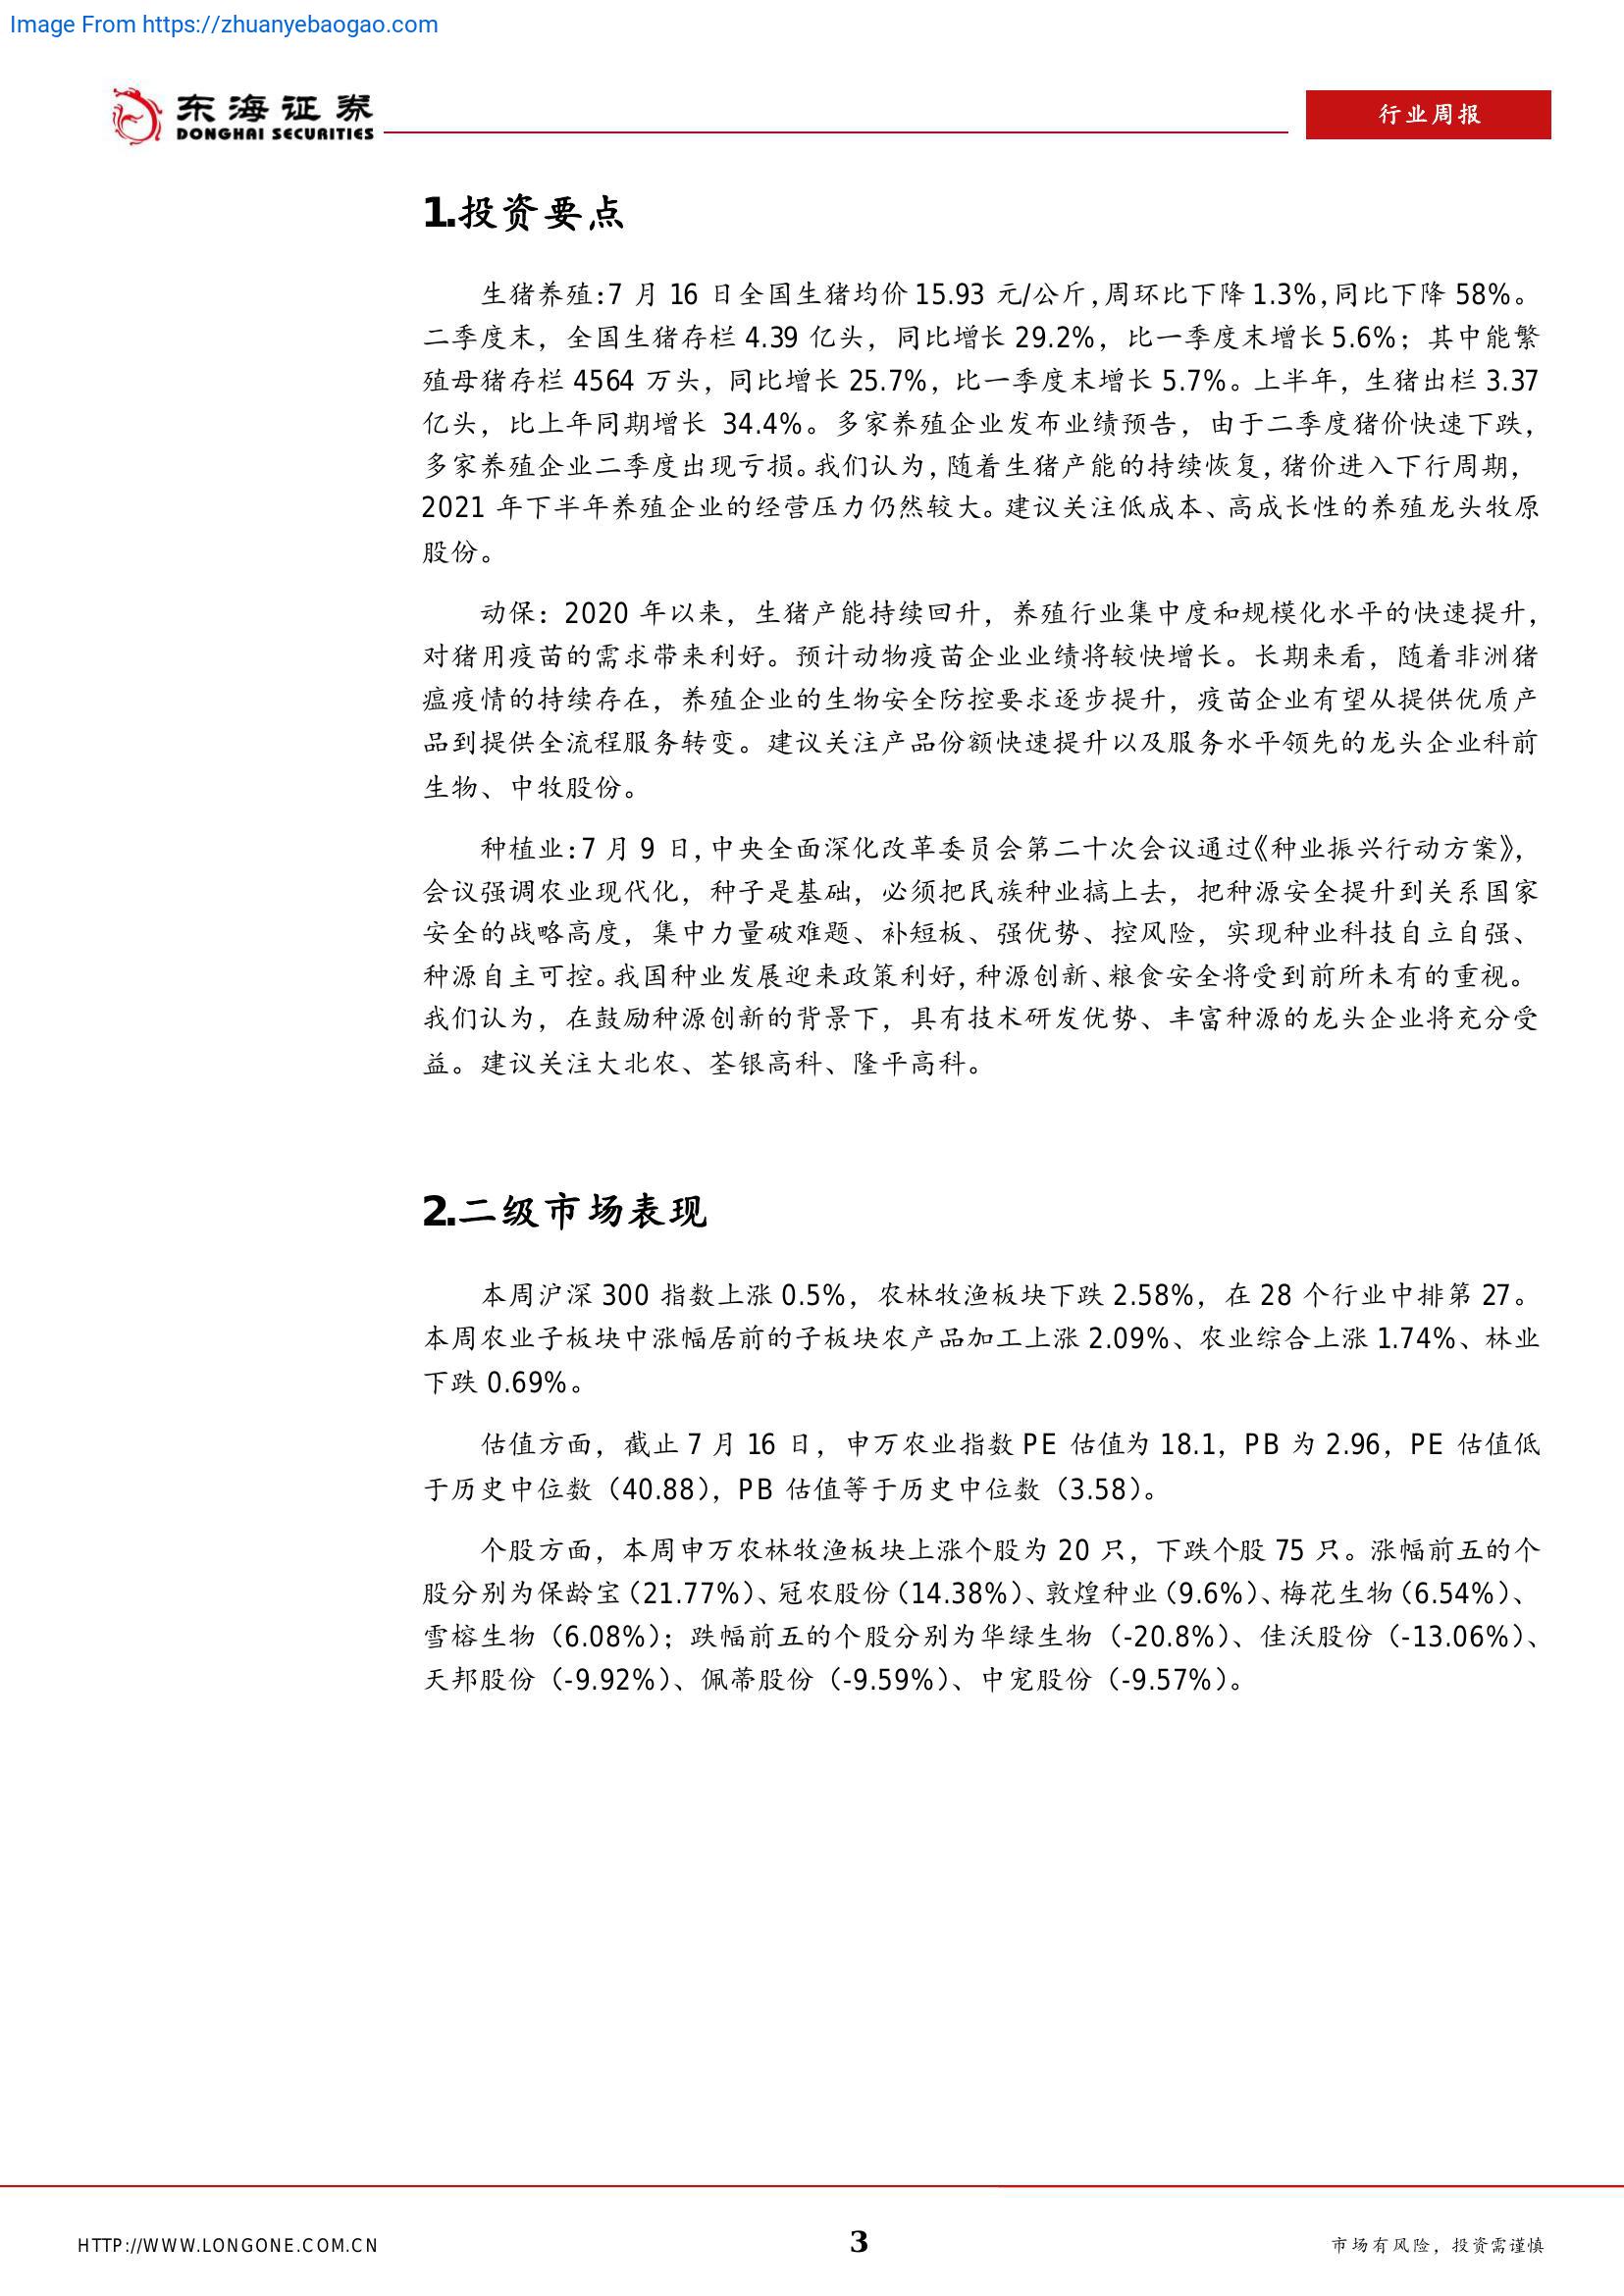 Image From https://zhuanyebaogao.com
东海证券
DONGHAI SECURITIES
行业周报
1.投资要点
生猪养殖:7 月 16 日全国生猪均价 15.93 元/公斤,周环比下降 1.3%,同比下降 58%。
二季度末，全国生猪存栏 4.39 亿头，同比增长 29.2%，比一季度末增长 5.6%；其中能繁
殖母猪存栏 4564 万头，同比增长 25.7%，比一季度末增长 5.7%。上半年，生猪出栏 3.37
亿头，比上年同期增长 34.4%。多家养殖企业发布业绩预告，由于二季度猪价快速下跌，
多家养殖企业二季度出现亏损。我们认为,随着生猪产能的持续恢复,猪价进入下行周期，
2021 年下半年养殖企业的经营压力仍然较大。建议关注低成本、高成长性的养殖龙头牧原
股份。
动保：2020 年以来，生猪产能持续回升，养殖行业集中度和规模化水平的快速提升，
对猪用疫苗的需求带来利好。预计动物疫苗企业业绩将较快增长。长期来看，随着非洲猪
瘟疫情的持续存在，养殖企业的生物安全防控要求逐步提升，疫苗企业有望从提供优质产
品到提供全流程服务转变。建议关注产品份额快速提升以及服务水平领先的龙头企业科前
生物、中牧股份。
种植业:7 月 9 日,中央全面深化改革委员会第二十次会议通过《种业振兴行动方案》，
会议强调农业现代化，种子是基础，必须把民族种业搞上去，把种源安全提升到关系国家
安全的战略高度，集中力量破难题、补短板、强优势、控风险，实现种业科技自立自强、
种源自主可控。我国种业发展迎来政策利好,种源创新、粮食安全将受到前所未有的重视。
我们认为，在鼓励种源创新的背景下，具有技术研发优势、丰富种源的龙头企业将充分受
益。建议关注大北农、荃银高科、隆平高科。
2.二级市场表现
本周沪深 300 指数上涨 0.5%，农林牧渔板块下跌 2.58%，在 28 个行业中排第 27。
本周农业子板块中涨幅居前的子板块农产品加工上涨 2.09%、农业综合上涨 1.74%、林业
下跌 0.69%。
估值方面，截止 7 月 16 日，申万农业指数 PE 估值为 18.1，PB 为 2.96，PE 估值低
于历史中位数（40.88），PB 估值等于历史中位数（3.58）。
个股方面，本周申万农林牧渔板块上涨个股为 20 只，下跌个股 75 只。涨幅前五的个
股分别为保龄宝（21.77%）、冠农股份（14.38%）、敦煌种业（9.6%）、梅花生物（6.54%）、
雪榕生物（6.08%）；跌幅前五的个股分别为华绿生物（-20.8%）、佳沃股份（-13.06%）、
天邦股份（-9.92%）、佩蒂股份（-9.59%）、中宠股份（-9.57%）。
HTTP://WWW.LONGONE.COM.CN
3
市场有风险，投资需谨慎